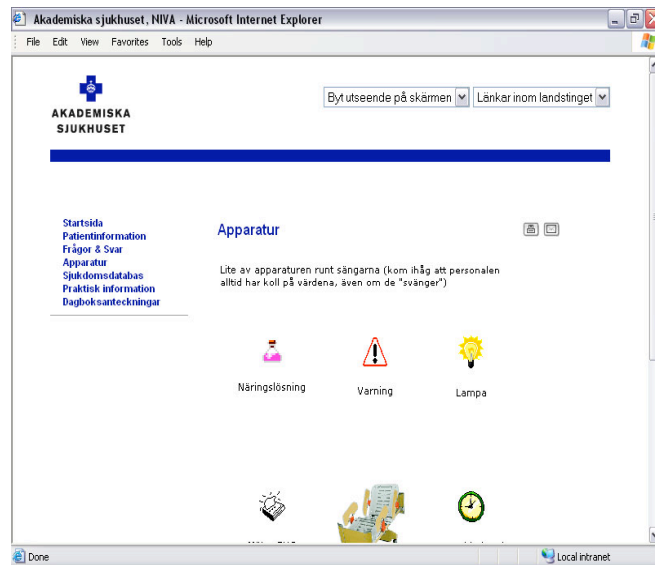 Akademiska sjukhuset, NIVA - Microsoft Internet Explorer
File Edit View Favorites Tools Help
Byt utseende på skärmen Länkar inom landstinget
AKADEMISKA
SJUKHUSET
Startsida
Patientinformation
Frågor & Svar
Apparatur
Sjukdomsdatabas
Praktisk information
Dagboksanteckningar
Apparatur
Lite av apparaturen runt sängarna (kom ihåg att personalen
alltid har koll på värdena, även om de "svänger")
Näringslösning Varning Lampa
Done Local intranet